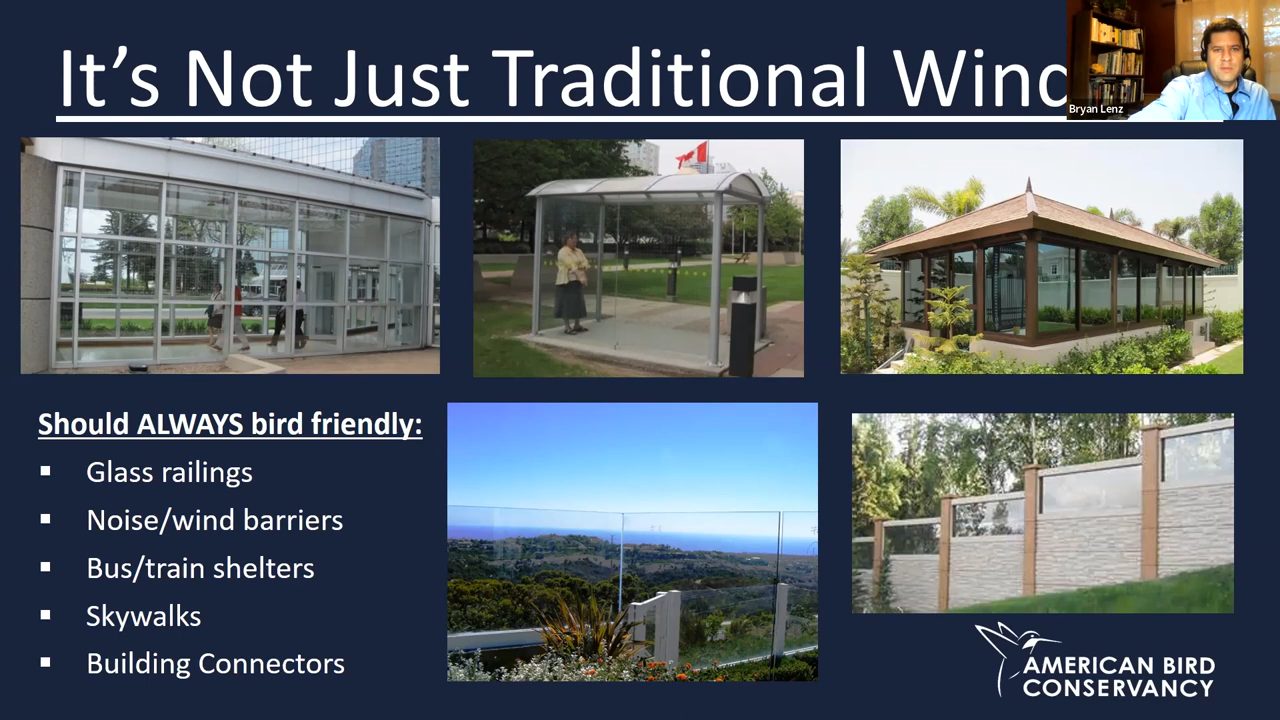 It's Not Just Traditional Wind
Bryan Lenz
Should ALWAYS bird friendly:
Glass railings
Noise/wind barriers
Bus/train shelters
Skywalks
Building Connectors
AMERICAN BIRD
CONSERVANCY